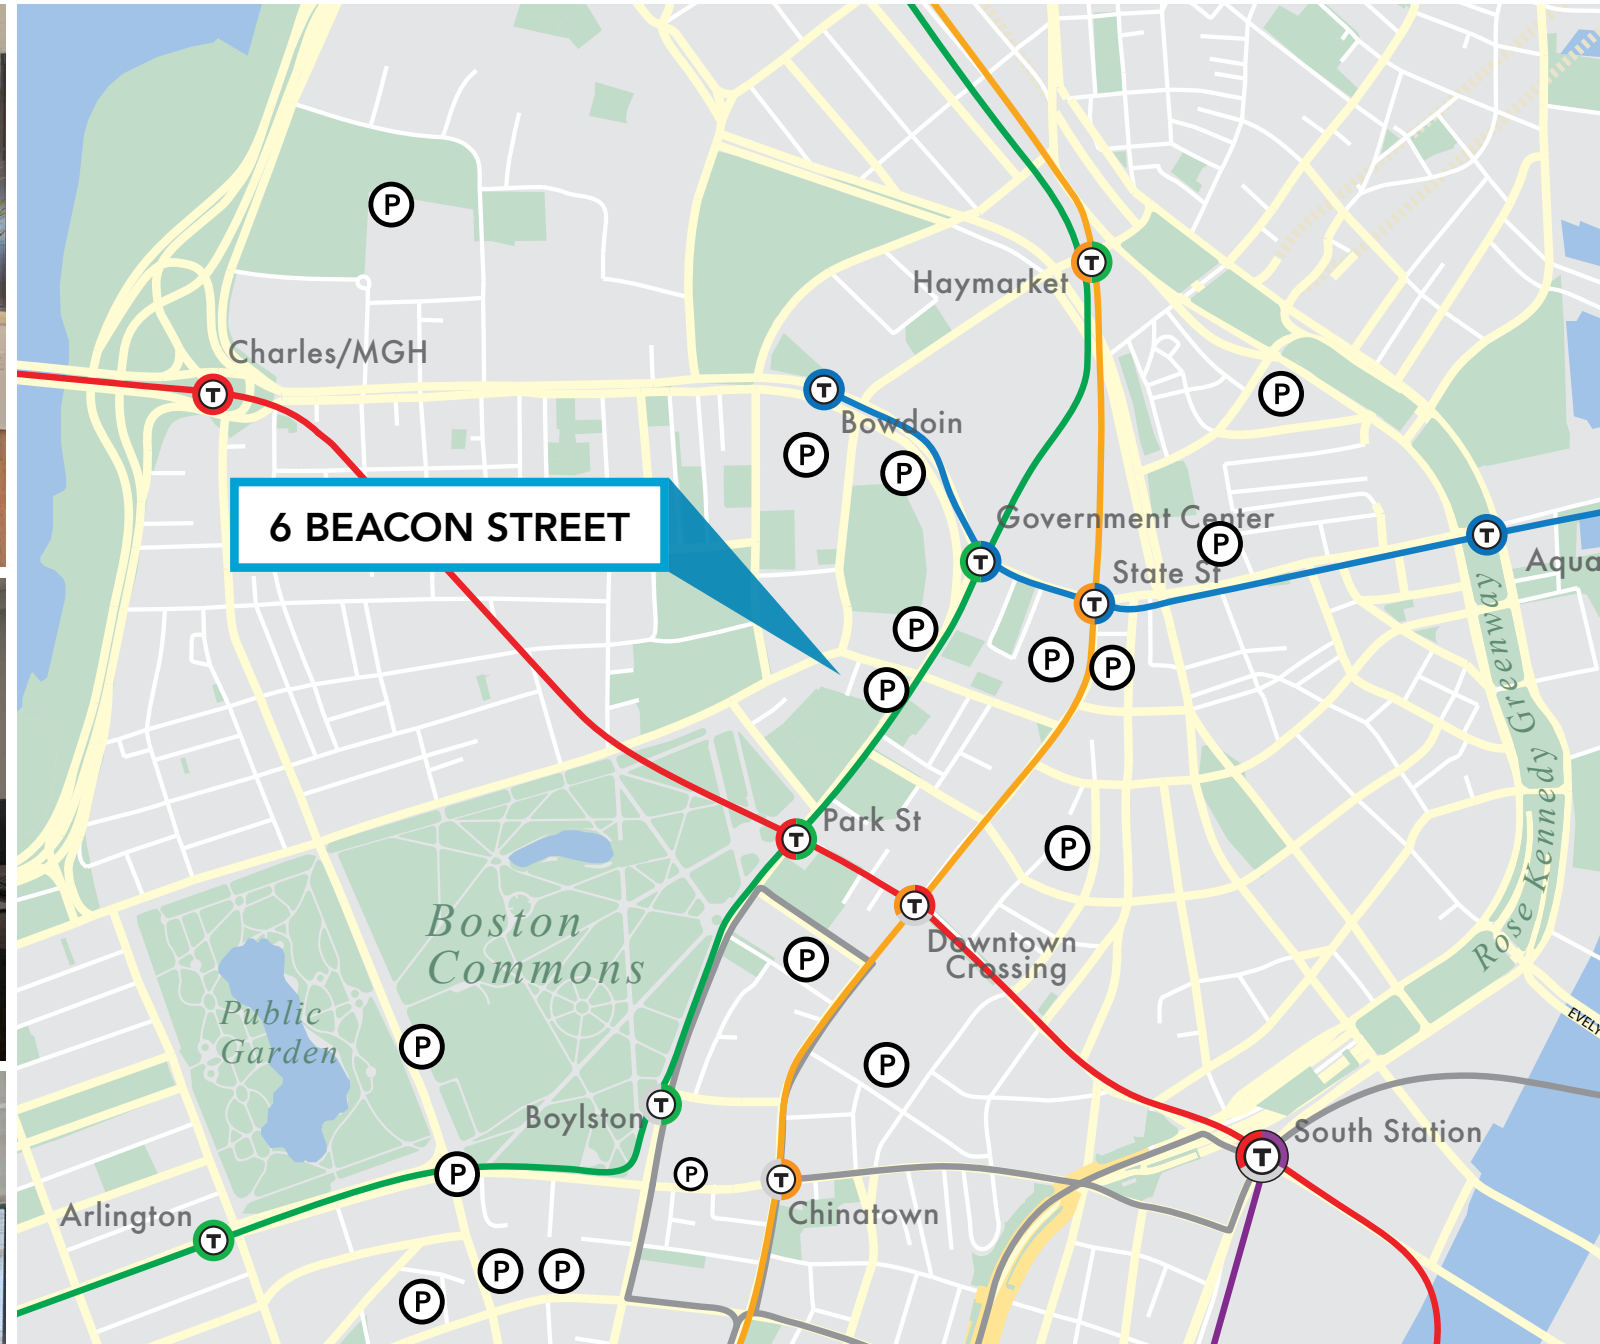 P
Haymarket
T
Charles/MGH
T
T
P
Bowdoin
P
P
6 BEACON STREET
Government Center
P
T
Aqua
T
State St
T
P
P
P
P
Rose Kennedy Greenway
Park St
T
P
T
Boston
Commons
Downtown
Crossing
P
Public
Garden
EVELY
P
P
Boylston
T
South Station
T
P
P
T
Chinatown
Arlington
T
P
P
P